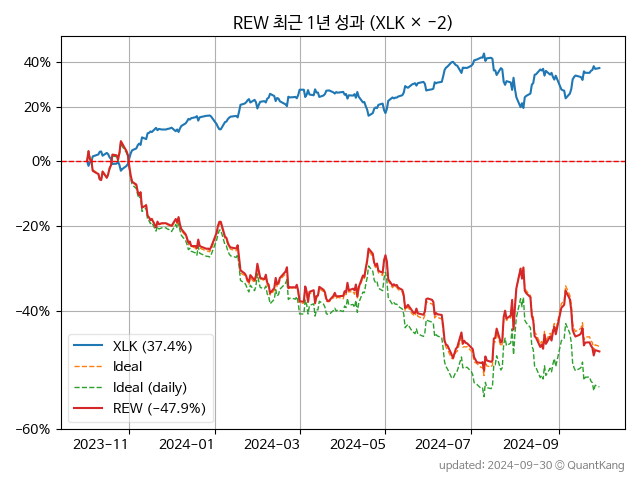 REW 최근 1년 성과 (XLK × −2)
40%
20%
0%
−20%
−40%
−60%
XLK (37.4%)
Ideal
Ideal (daily)
REW (−47.9%)
2023-11
2024-01
2024-03
2024-05
2024-07
2024-09
updated: 2024-09-30 © QuantKang